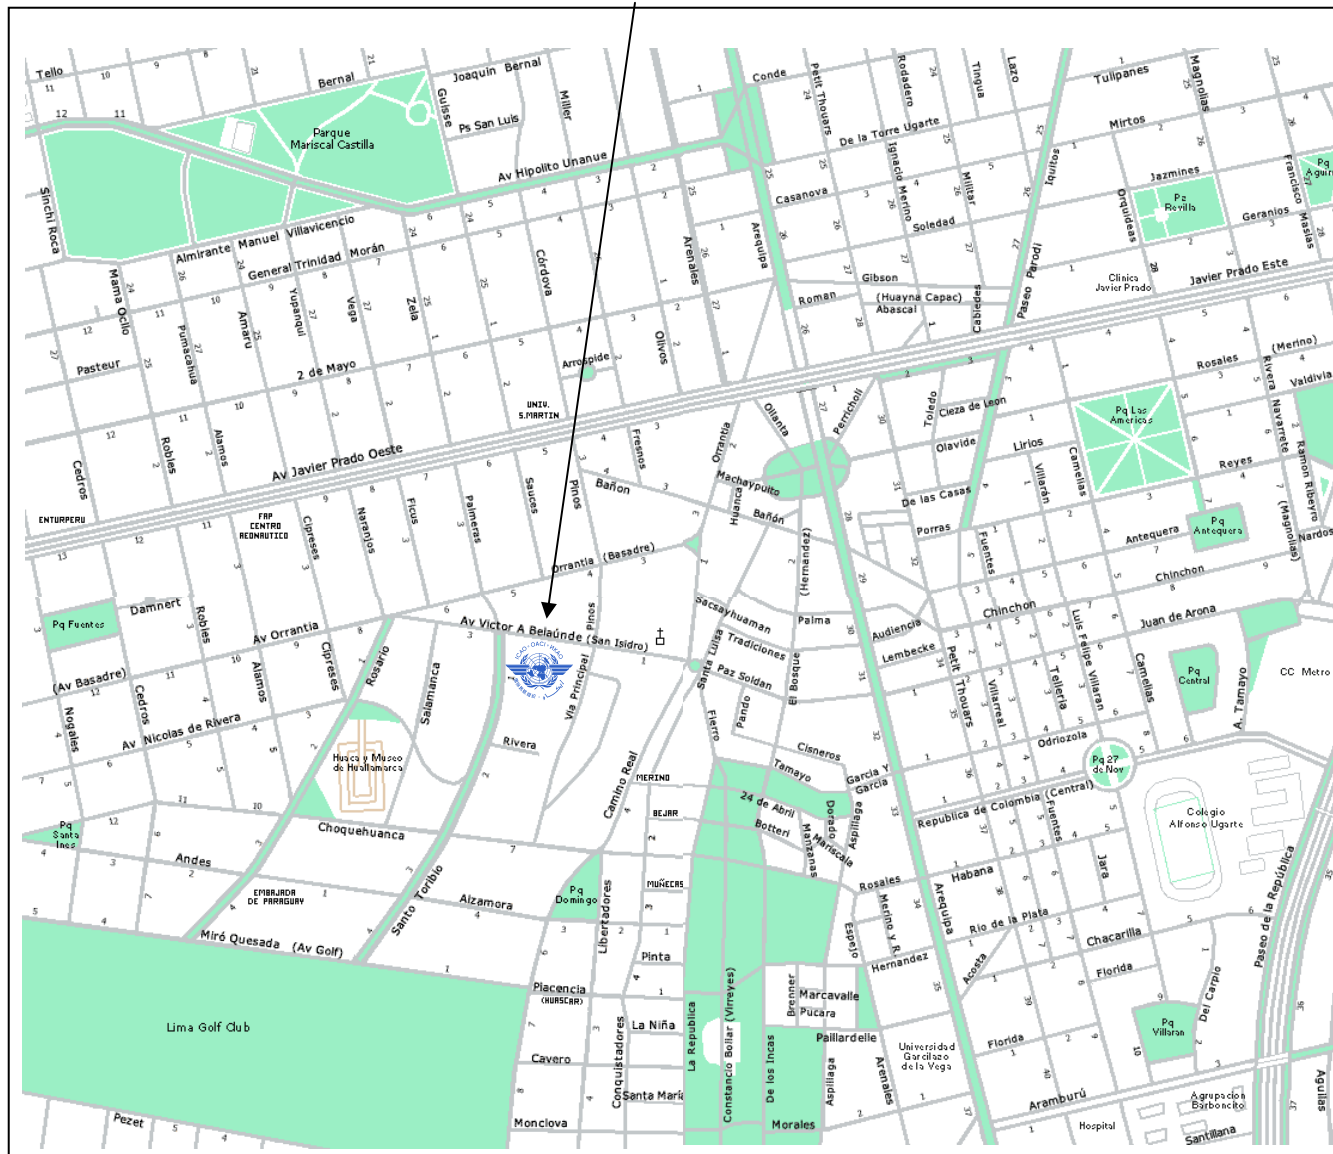 Tello
Bernal
Joaquin Bernal
Guisse
Ps San Luis
Miller
Conde
Petit Thouars
Rodadero
Tingua
Lazo
Tulipanes
Magnolias
Mirtos
Parque
Mariscal Castilla
Av Hipolito Unanue
De la Torre Ugarte
Ignacio Merino
Militar
Iquitos
Casanova
Soledad
Jazmines
Orquideas
Geranios
Francisco
Masias
Sinchi Roca
Almirante Manuel Villavicencio
General Trinidad Morán
Córdova
Arenales
Arequipa
Gibson
(Huayna Capac)
Abascal
Roman
Cabledes
Paseo Parodi
Clinica
Javier Prado
Javier Prado Este
Mama Ocllo
Pumacahua
Amaru
Yupanqui
Vega
Zela
Pasteur
2 de Mayo
Arrospide
Olivos
UNIV.
S.MARTIN
Rosales
(Merino)
Rivera Navarrete
Valdivia
Perricholi
Ollanta
Toledo
Cieza de Leon
Olavide
Lirios
Pq Las
Americas
Reyes
Camelias
Villarán
Cedros
Robles
Alamos
Av Javier Prado Oeste
Fresnos
Orrantia
Machaypuito
Huanca
Bañon
Bañón
Pinos
Sauces
Palmeras
Ficus
Naranjos
Cipreses
ENTURPERU
FAP
CENTRO
AEONAUTICO
De las Casas
Porras
Fuentes
Antequera
Pq
Antequera
Ramon Ribeyro
(Magnolias)
Nardos
Chinchon
Chinchon
Juan de Arona
Orrantia (Basadre)
(Hernandez)
Av Victor A Belaúnde (San Isidro)
Pinos
Sacsayhuaman
Tradiciones
Palma
Audiencia
Lembecke
Paz Soldan
Santa Luisa
El Bosque
Pq Fuentes
Damnert
Robles
Av Orrantia
(Av Basadre)
Cipreses
Rosario
Salamanca
Alamos
Cedros
Nogales
Av Nicolas de Rivera
Via Principal
Rivera
Camino Real
Fierro
Pando
Cisneros
Tamayo
Petit Thouars
Villarreal
Telleria
Luis Felipe Villaran
Camelias
Pq
Central
A. Tamayo
CC Metro
Odriozola
Pq 27
de Nov
Huaca y Museo
de Huallamarca
MERINO
BEJAR
24 de Abril
Botteri
Manzanas
Dorapo
Mariscala
Aspillaga
Garcia Y
Garcia
Republica de Colombia (Central)
Fuentes
Colegio
Alfonso Ugarte
Choquehuanca
Pq
Santa
Ines
Andes
EMBAJADA
DE PARAGUAY
Santo Toribio
Alzamora
Pq
Domingo
Libertadores
MUÑECAS
Rosales
Habana
Jara
Arequipa
Merino y R.
Espejo
Hernandez
Rio de la Plata
Acosta
Chacarilla
Florida
Paseo de la República
Miró Quesada (Av Golf)
Pinta
Placencia
(HUASCAR)
La Niña
Conquistadores
Cavero
Santa María
Monclova
Lima Golf Club
Pezet
La Republica
Constancio Bollar (Virreyes)
De los Incas
Brenner
Marcavalle
Pucara
Paillardelle
Aspillaga
Arenales
Morales
Universidad
Garcilazo
de la Vega
Florida
Del Carpio
Pq
Villaran
Aramburú
Hospital
Agrupacion
Barboncito
Santillana
Aguilas